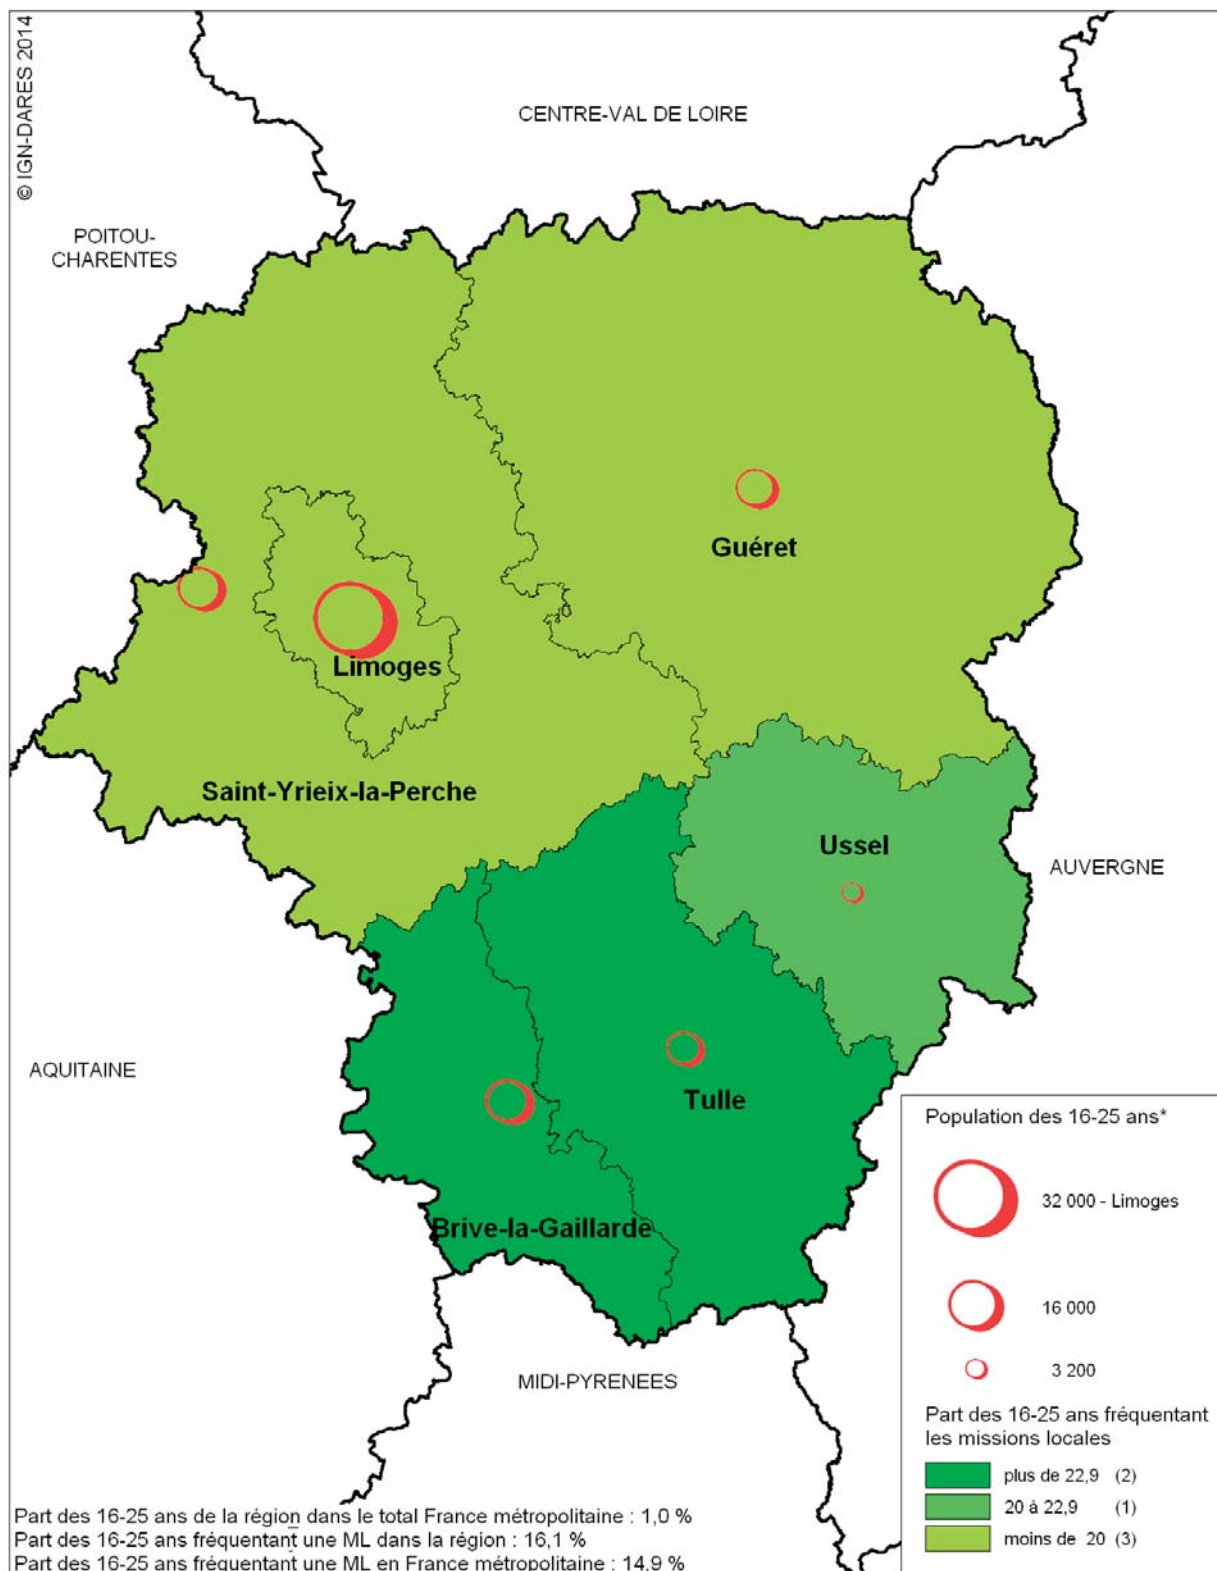 © IGN-DARES 2014
CENTRE-VAL DE LOIRE
POITOU-
CHARENTES
Guéret
Limoges
Saint-Yrieix-la-Perche
Ussel
AUVERGNE
AQUITAINE
Tulle
Brive-la-Gaillarde
MIDI-PYRENEES
Population des 16-25 ans*
32 000 - Limoges
16 000
3 200
Part des 16-25 ans fréquentant
les missions locales
plus de 22,9 (2)
20 à 22,9 (1)
moins de 20 (3)
Part des 16-25 ans de la région dans le total France métropolitaine : 1,0 %
Part des 16-25 ans fréquentant une ML dans la région : 16,1 %
Part des 16-25 ans fréquentant une ML en France métropolitaine : 14,9 %